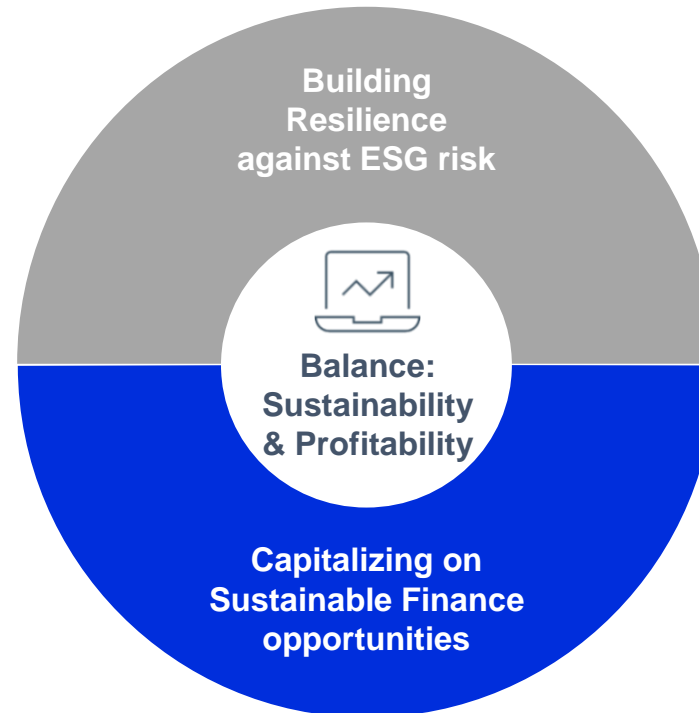 Building
Resilience
against ESG risk
Balance:
Sustainability
& Profitability
Capitalizing on
Sustainable Finance
opportunities